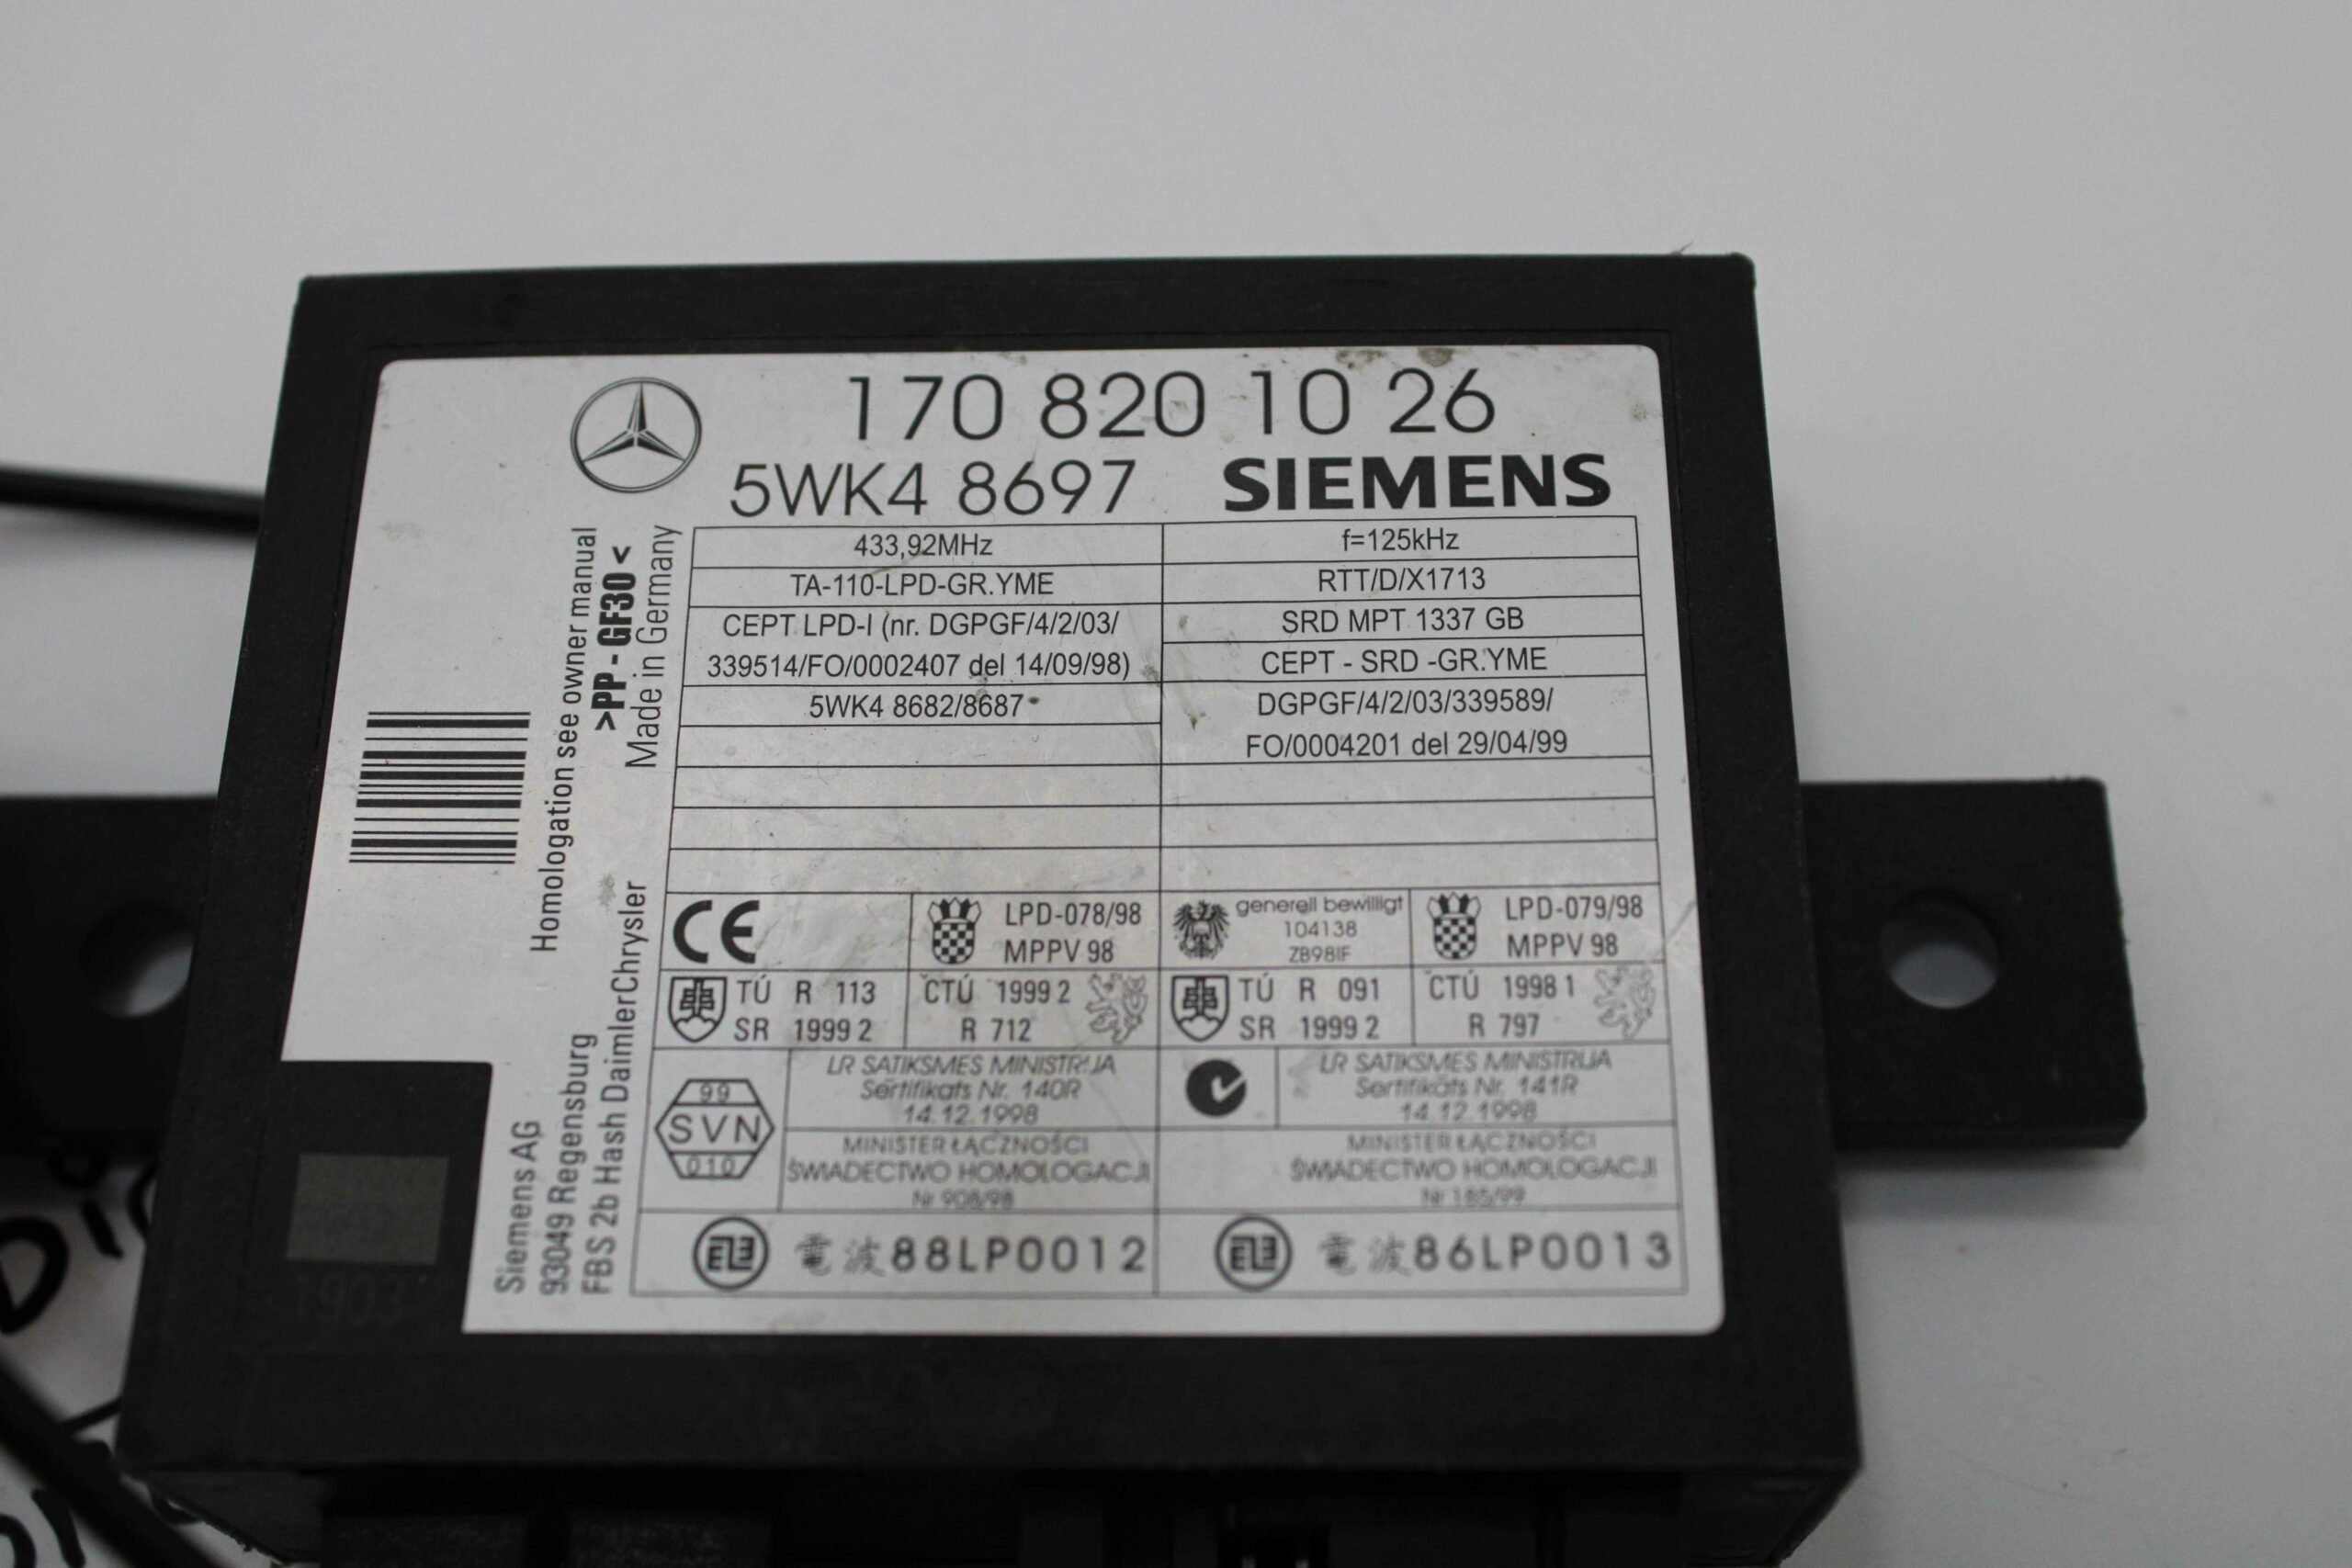 170 820 10 26
5WK4 8697 SIEMENS
433,92MHz
TA-110-LPD-GR.YME
CEPT LPD-I (nr. DGPGF/4/2/03/
339514/FO/0002407 del 14/09/98)
5WK4 8682/8687
f=125kHz
RTT/D/X1713
SRD MPT 1337 GB
CEPT - SRD -GR.YME
DGPGF/4/2/03/339589/
FO/0004201 del 29/04/99
CE
LPD-078/98
MPPV 98
generell bewilligt
104138
ZB98IF
LPD-079/98
MPPV 98
TÚ R 113
SR 1999 2
ČTÚ 1999 2
R 712
TÚ R 091
SR 1999 2
ČTÚ 1998 1
R 797
99
SVN
010
LR SATIKSMES MINISTRIJA
Sertifikats Nr. 140R
14.12.1998
MINISTER ŁĄCZNOŚCI
ŚWIADECTWO HOMOLOGACJI
Nr 908/98
LR SATIKSMES MINISTRIJA
Sertifikāts Nr. 141R
14.12.1998
MINISTER ŁĄCZNOŚCI
ŚWIADECTWO HOMOLOGACJI
Nr 185/99
電波88LP0012
電波86LP0013
Homologation see owner manual
>PP - GF30<
Made in Germany
Siemens AG
93049 Regensburg
FBS 2b Hash DaimlerChrysler
1903